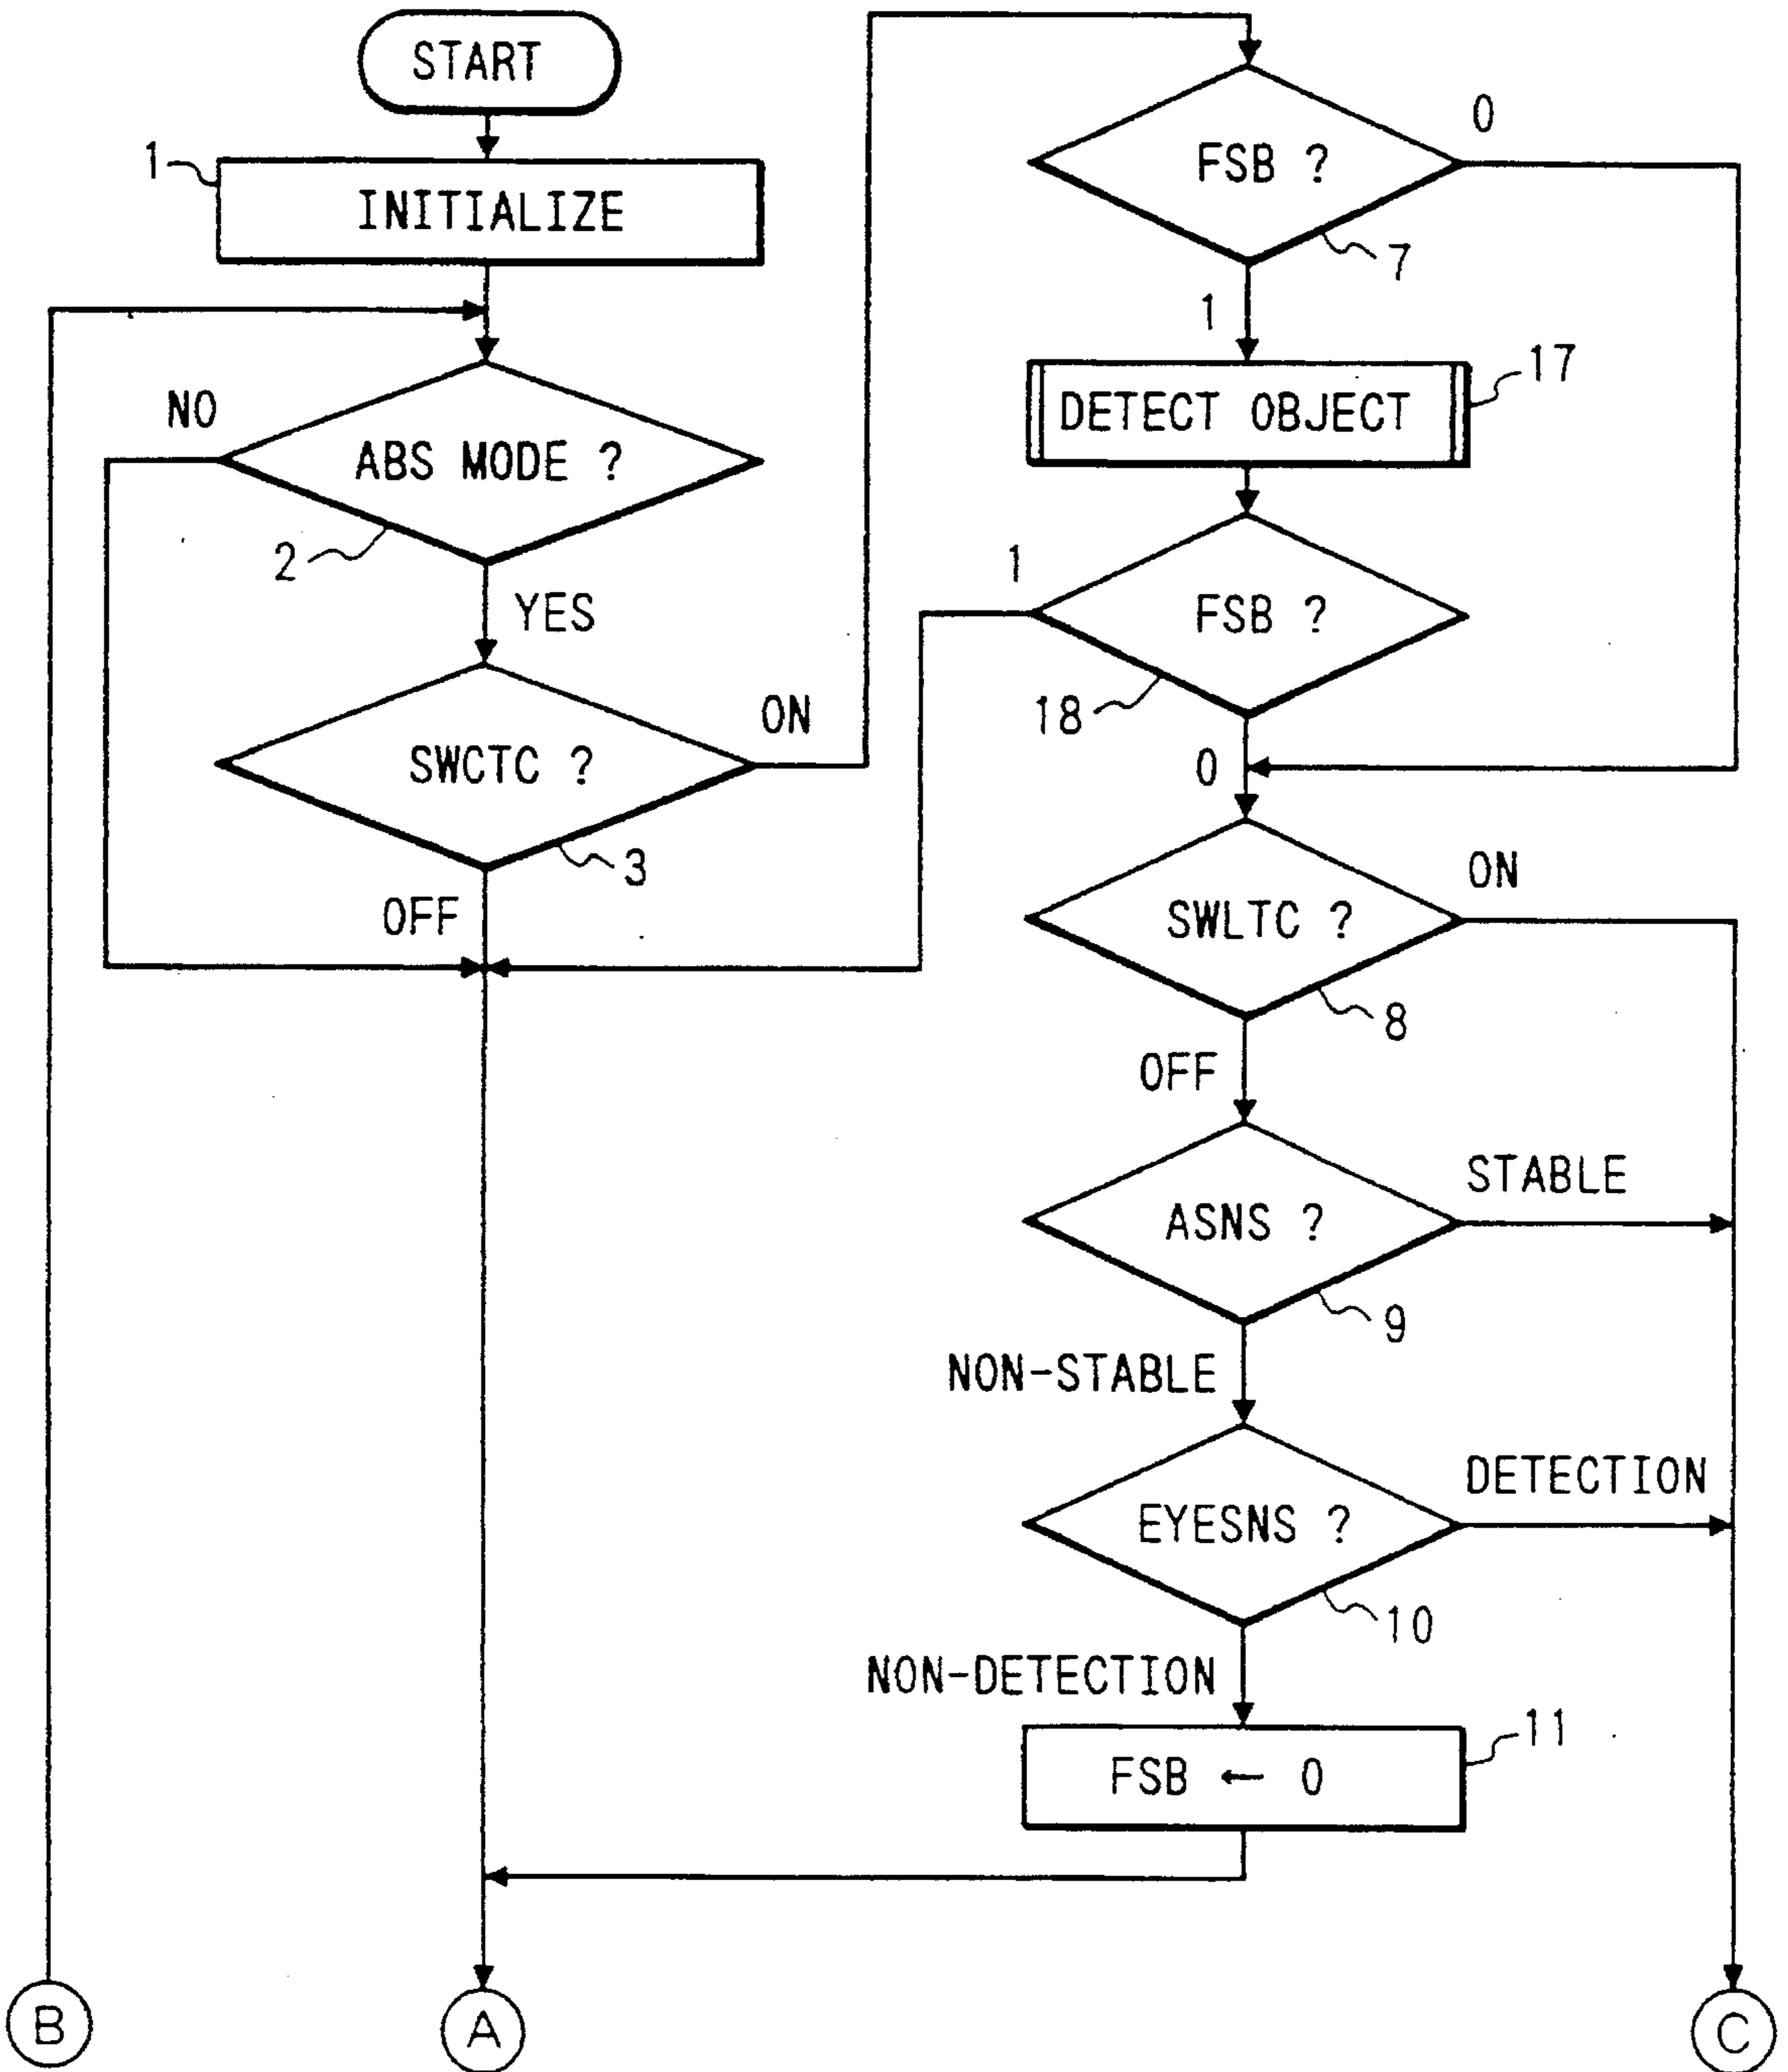 START
1
INITIALIZE
NO
ABS MODE ?
2
YES
SWCTC ?
ON
3
OFF
FSB ?
0
7
1
DETECT OBJECT
17
1
FSB ?
18
0
SWLTC ?
ON
8
OFF
ASNS ?
STABLE
9
NON-STABLE
EYESNS ?
DETECTION
10
NON-DETECTION
FSB ← 0
11
B
A
C